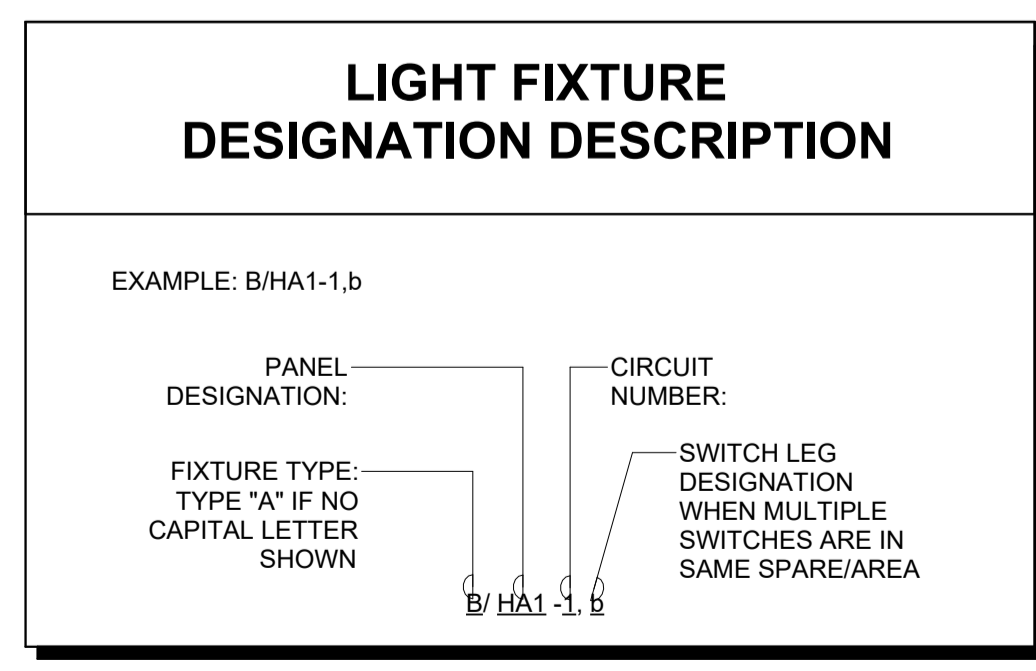 LIGHT FIXTURE
DESIGNATION DESCRIPTION
EXAMPLE: B/HA1-1,b
PANEL
DESIGNATION:
CIRCUIT
NUMBER:
FIXTURE TYPE:
TYPE "A" IF NO
CAPITAL LETTER
SHOWN
SWITCH LEG
DESIGNATION
WHEN MULTIPLE
SWITCHES ARE IN
SAME SPARE/AREA
B/ HA1 -1, b